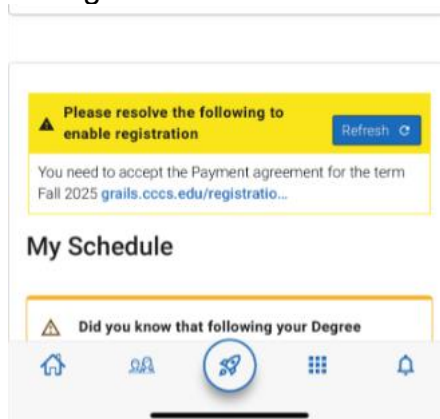 Please resolve the following to
enable registration
Refresh
You need to accept the Payment agreement for the term
Fall 2025 grails.cccs.edu/registratio...
My Schedule
Did you know that following your Degree